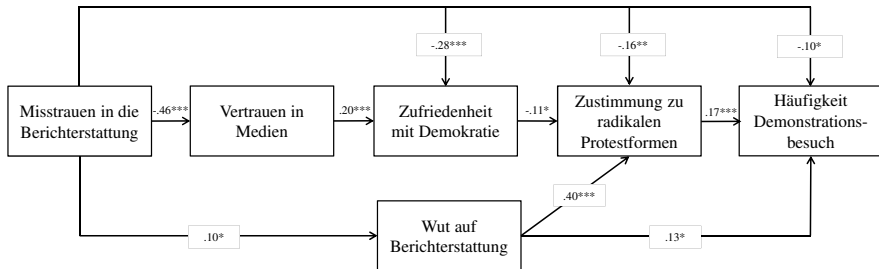 -.28***
-.16**
-.10*
Misstrauen in die
Berichterstattung
-.46***
Vertrauen in
Medien
.20***
Zufriedenheit
mit Demokratie
-.11*
Zustimmung zu
radikalen
Protestformen
.17***
Häufigkeit
Demonstrations-
besuch
.40***
.10*
Wut auf
Berichterstattung
.13*